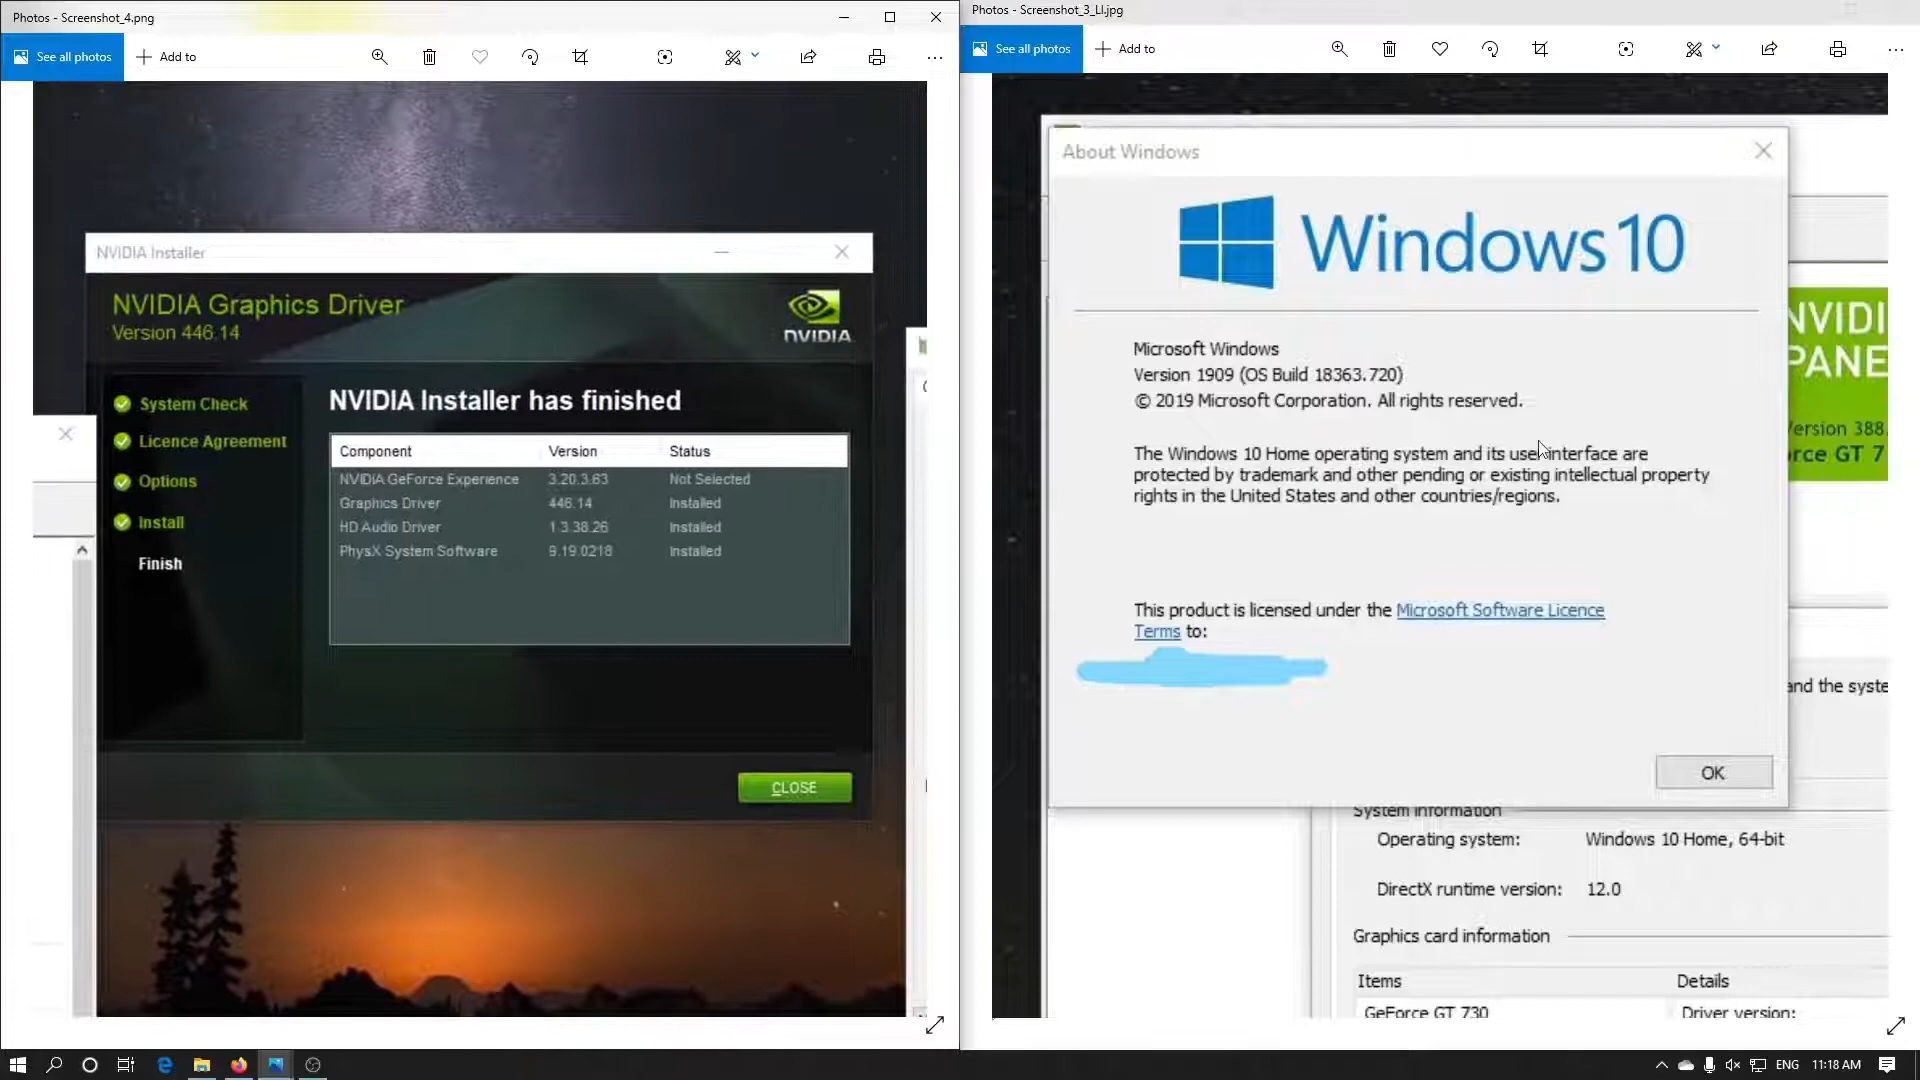 Photos - Screenshot_4.png
See all photos
Add to
NVIDIA Installer
NVIDIA Graphics Driver
Version 446.14
NVIDIA
System Check
Licence Agreement
Options
Install
Finish
NVIDIA Installer has finished
Component Version Status
NVIDIA GeForce Experience 3.20.3.63 Not Selected
Graphics Driver 446.14 Installed
HD Audio Driver 1.3.38.26 Installed
PhysX System Software 9.19.0218 Installed
CLOSE
Photos - Screenshot_3_LI.jpg
See all photos
Add to
About Windows
Windows 10
Microsoft Windows
Version 1909 (OS Build 18363.720)
© 2019 Microsoft Corporation. All rights reserved.
The Windows 10 Home operating system and its user interface are
protected by trademark and other pending or existing intellectual property
rights in the United States and other countries/regions.
This product is licensed under the Microsoft Software Licence
Terms to:
OK
NVIDI
PANE
ersion 388.
rce GT 7
and the syste
System information
Operating system: Windows 10 Home, 64-bit
DirectX runtime version: 12.0
Graphics card information
Items Details
GeForce GT 730 Driver version:
ENG 11:18 AM